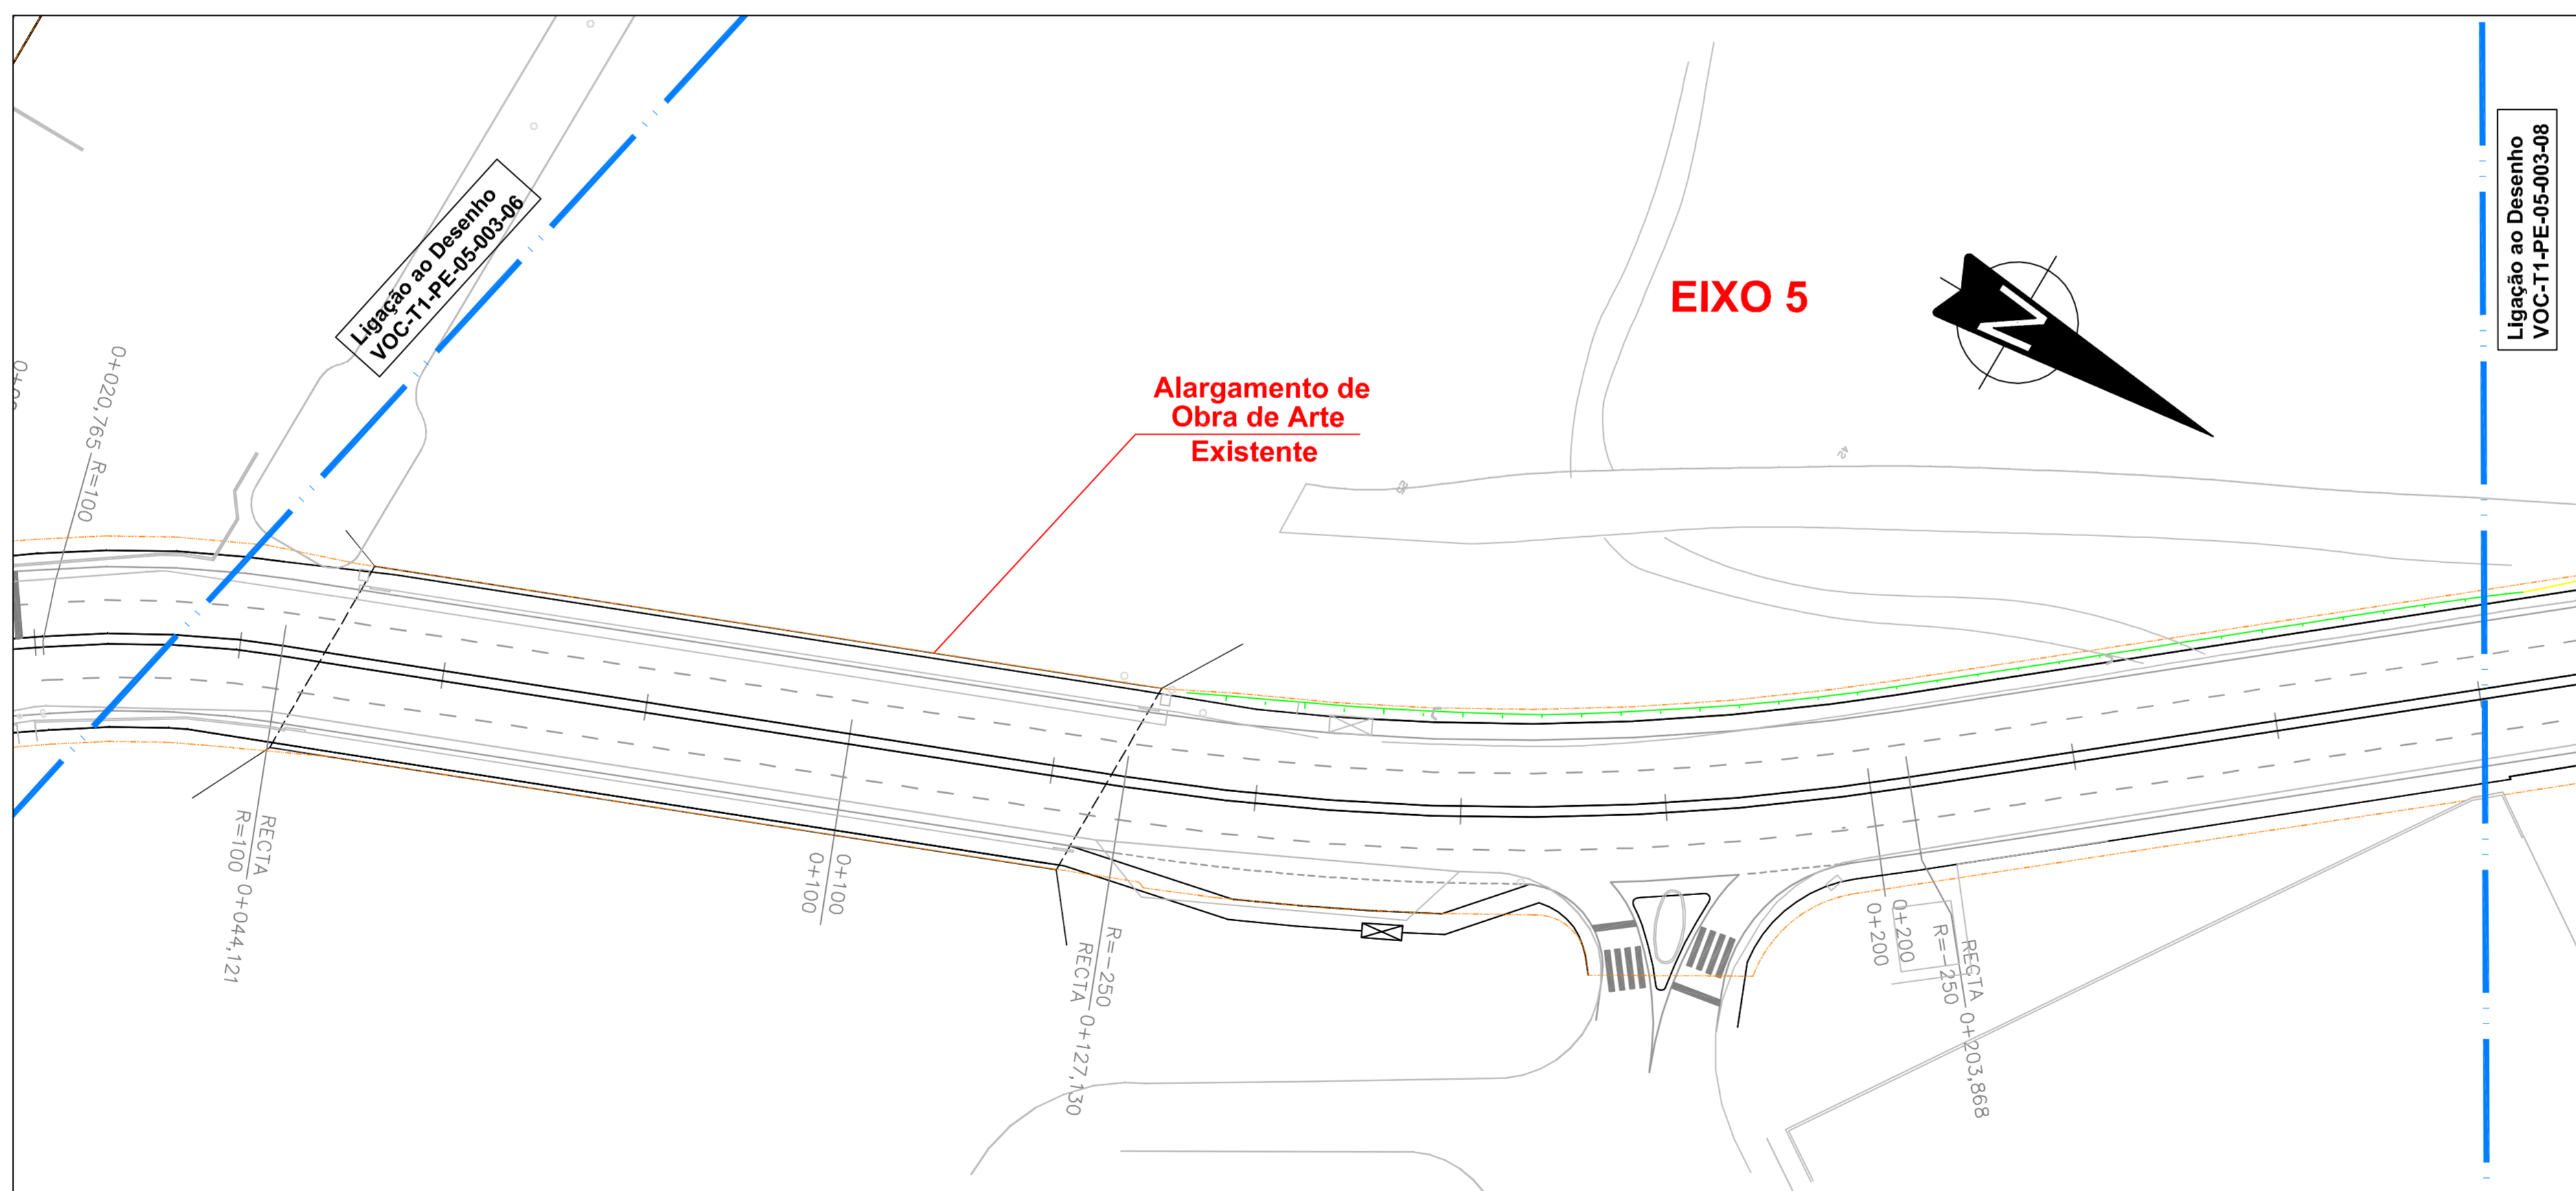 Ligação ao Desenho
VOC-T1-PE-05-003-06
Ligação ao Desenho
VOC-T1-PE-05-003-08
EIXO 5
N
Alargamento de
Obra de Arte
Existente
0+020,765
R=100
RECTA
R=100
0+044,121
0+100
0+100
R=-250
RECTA
0+127,130
0+200
0+200
RECTA
R=-250
0+203,868